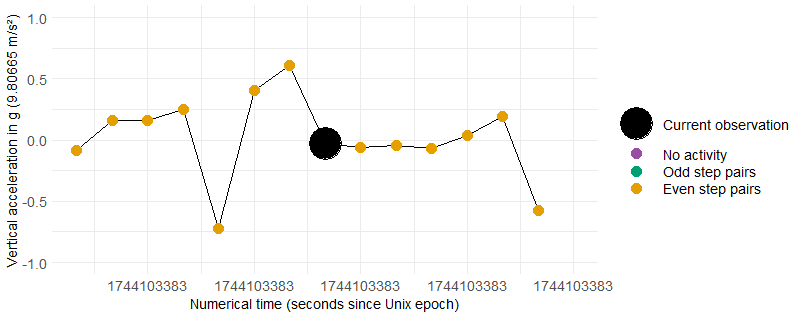 Vertical acceleration in g (9.80665 m/s²)
1.0
0.5
0.0
-0.5
-1.0
1744103383 1744103383 1744103383 1744103383 1744103383
Numerical time (seconds since Unix epoch)
Current observation
No activity
Odd step pairs
Even step pairs